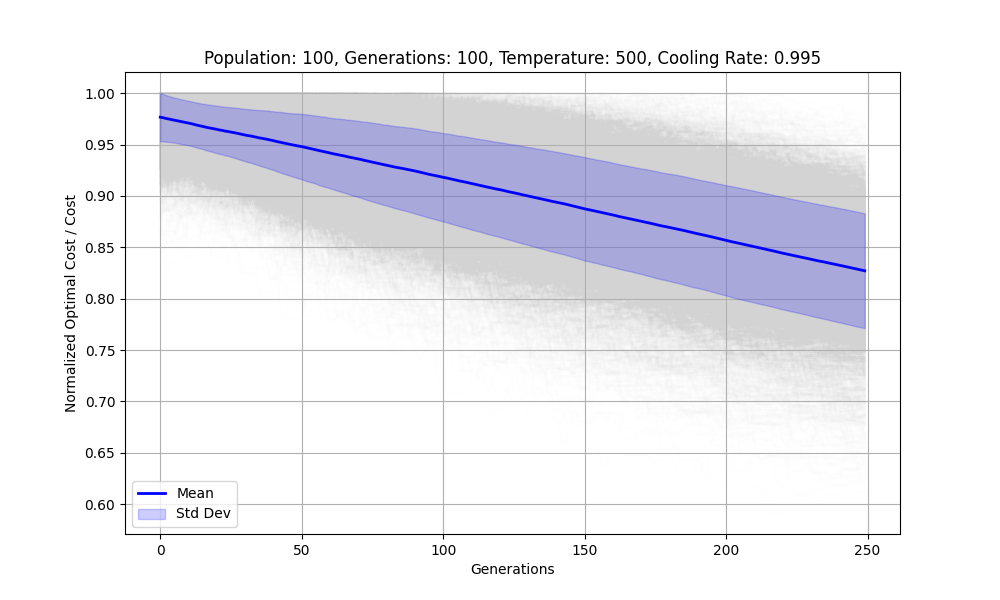 Population: 100, Generations: 100, Temperature: 500, Cooling Rate: 0.995
Normalized Optimal Cost / Cost
1.00
0.95
0.90
0.85
0.80
0.75
0.70
0.65
0.60
Mean
Std Dev
0 50 100 150 200 250
Generations